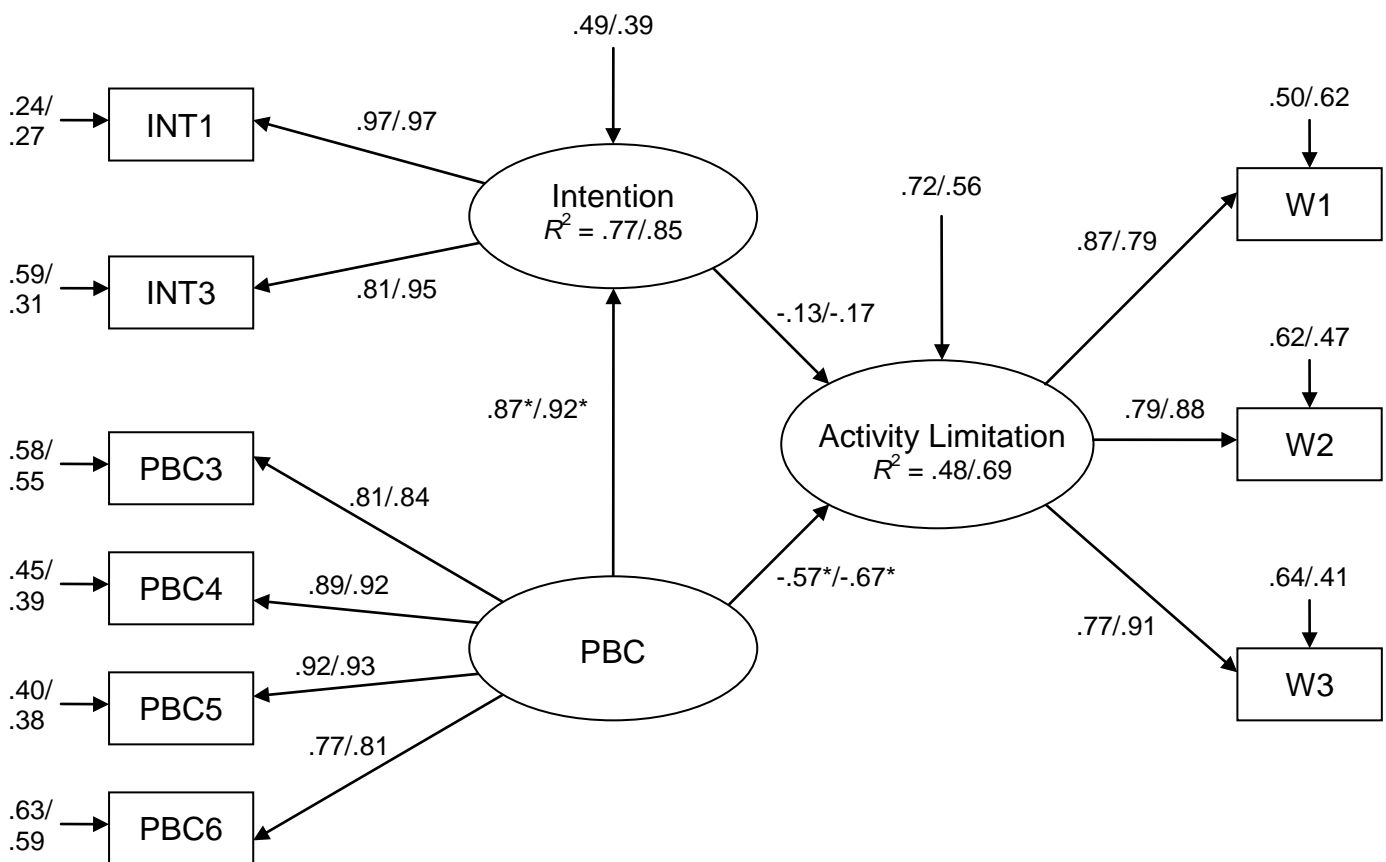 .49/.39
.24/
.27
INT1
.97/.97
.50/.62
Intention
R² = .77/.85
.72/.56
W1
.87/.79
.59/
.31
INT3
.81/.95
-.13/-.17
.62/.47
.87*/.92*
.79/.88
W2
Activity Limitation
R² = .48/.69
.58/
.55
PBC3
.81/.84
.45/
.39
PBC4
.89/.92
-.57*/-.67*
.64/.41
.77/.91
PBC
W3
.92/.93
.40/
.38
PBC5
.77/.81
.63/
.59
PBC6